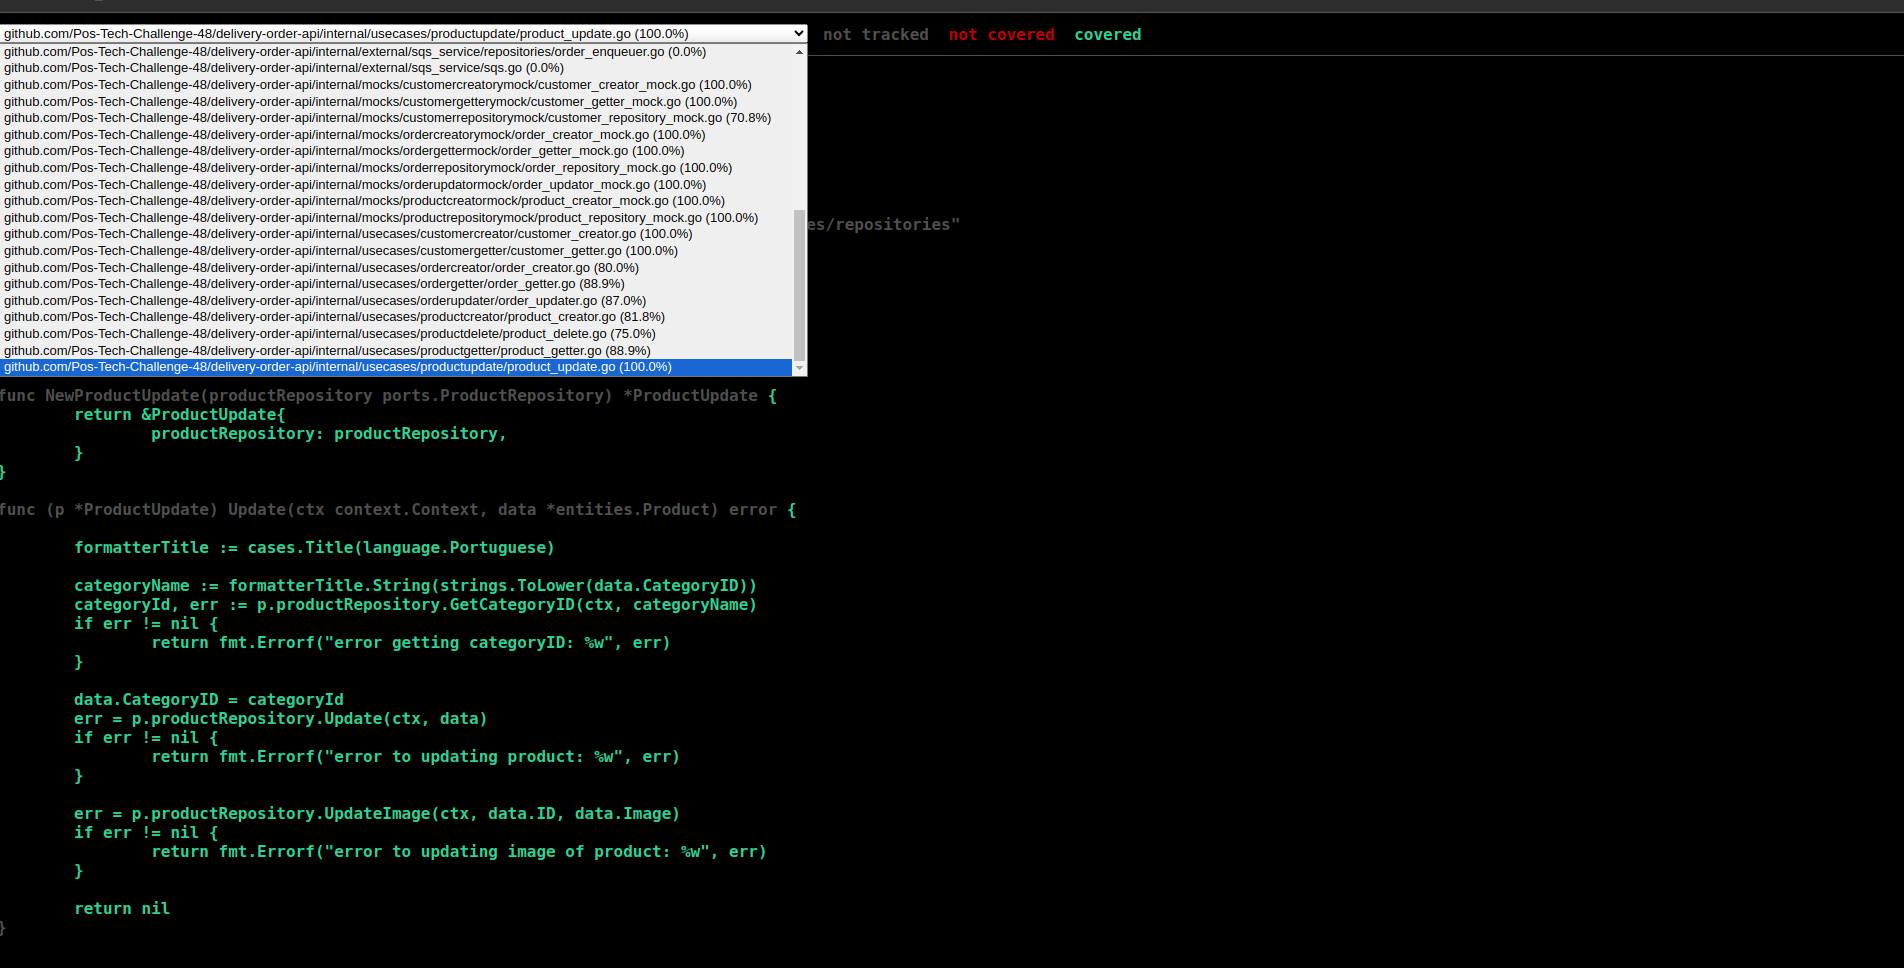 github.com/Pos-Tech-Challenge-48/delivery-order-api/internal/usecases/productupdate/product_update.go (100.0%)
not tracked not covered covered
github.com/Pos-Tech-Challenge-48/delivery-order-api/internal/external/sqs_service/repositories/order_enqueuer.go (0.0%)
github.com/Pos-Tech-Challenge-48/delivery-order-api/internal/external/sqs_service/sqs.go (0.0%)
github.com/Pos-Tech-Challenge-48/delivery-order-api/internal/mocks/customercreatorymock/customer_creator_mock.go (100.0%)
github.com/Pos-Tech-Challenge-48/delivery-order-api/internal/mocks/customergetterymock/customer_getter_mock.go (100.0%)
github.com/Pos-Tech-Challenge-48/delivery-order-api/internal/mocks/customerrepositorymock/customer_repository_mock.go (70.8%)
github.com/Pos-Tech-Challenge-48/delivery-order-api/internal/mocks/ordercreatorymock/order_creator_mock.go (100.0%)
github.com/Pos-Tech-Challenge-48/delivery-order-api/internal/mocks/ordergettermock/order_getter_mock.go (100.0%)
github.com/Pos-Tech-Challenge-48/delivery-order-api/internal/mocks/orderrepositorymock/order_repository_mock.go (100.0%)
github.com/Pos-Tech-Challenge-48/delivery-order-api/internal/mocks/orderupdatormock/order_updator_mock.go (100.0%)
github.com/Pos-Tech-Challenge-48/delivery-order-api/internal/mocks/productcreatormock/product_creator_mock.go (100.0%)
github.com/Pos-Tech-Challenge-48/delivery-order-api/internal/mocks/productrepositorymock/product_repository_mock.go (100.0%)
es/repositories"
github.com/Pos-Tech-Challenge-48/delivery-order-api/internal/usecases/customercreator/customer_creator.go (100.0%)
github.com/Pos-Tech-Challenge-48/delivery-order-api/internal/usecases/customergetter/customer_getter.go (100.0%)
github.com/Pos-Tech-Challenge-48/delivery-order-api/internal/usecases/ordercreator/order_creator.go (80.0%)
github.com/Pos-Tech-Challenge-48/delivery-order-api/internal/usecases/ordergetter/order_getter.go (88.9%)
github.com/Pos-Tech-Challenge-48/delivery-order-api/internal/usecases/orderupdater/order_updater.go (87.0%)
github.com/Pos-Tech-Challenge-48/delivery-order-api/internal/usecases/productcreator/product_creator.go (81.8%)
github.com/Pos-Tech-Challenge-48/delivery-order-api/internal/usecases/productdelete/product_delete.go (75.0%)
github.com/Pos-Tech-Challenge-48/delivery-order-api/internal/usecases/productgetter/product_getter.go (88.9%)
github.com/Pos-Tech-Challenge-48/delivery-order-api/internal/usecases/productupdate/product_update.go (100.0%)
func NewProductUpdate(productRepository ports.ProductRepository) *ProductUpdate {
return &ProductUpdate{
productRepository: productRepository,
}
}
func (p *ProductUpdate) Update(ctx context.Context, data *entities.Product) error {
formatterTitle := cases.Title(language.Portuguese)
categoryName := formatterTitle.String(strings.ToLower(data.CategoryID))
categoryId, err := p.productRepository.GetCategoryID(ctx, categoryName)
if err != nil {
return fmt.Errorf("error getting categoryID: %w", err)
}
data.CategoryID = categoryId
err = p.productRepository.Update(ctx, data)
if err != nil {
return fmt.Errorf("error to updating product: %w", err)
}
err = p.productRepository.UpdateImage(ctx, data.ID, data.Image)
if err != nil {
return fmt.Errorf("error to updating image of product: %w", err)
}
return nil
}